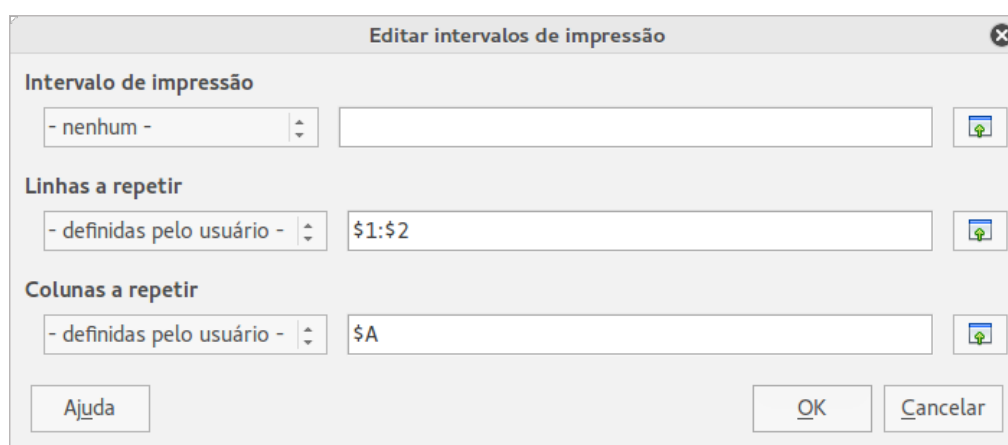 Editar intervalos de impressão
Intervalo de impressão
- nenhum -
Linhas a repetir
- definidas pelo usuário - $1:$2
Colunas a repetir
- definidas pelo usuário - $A
Ajuda OK Cancelar